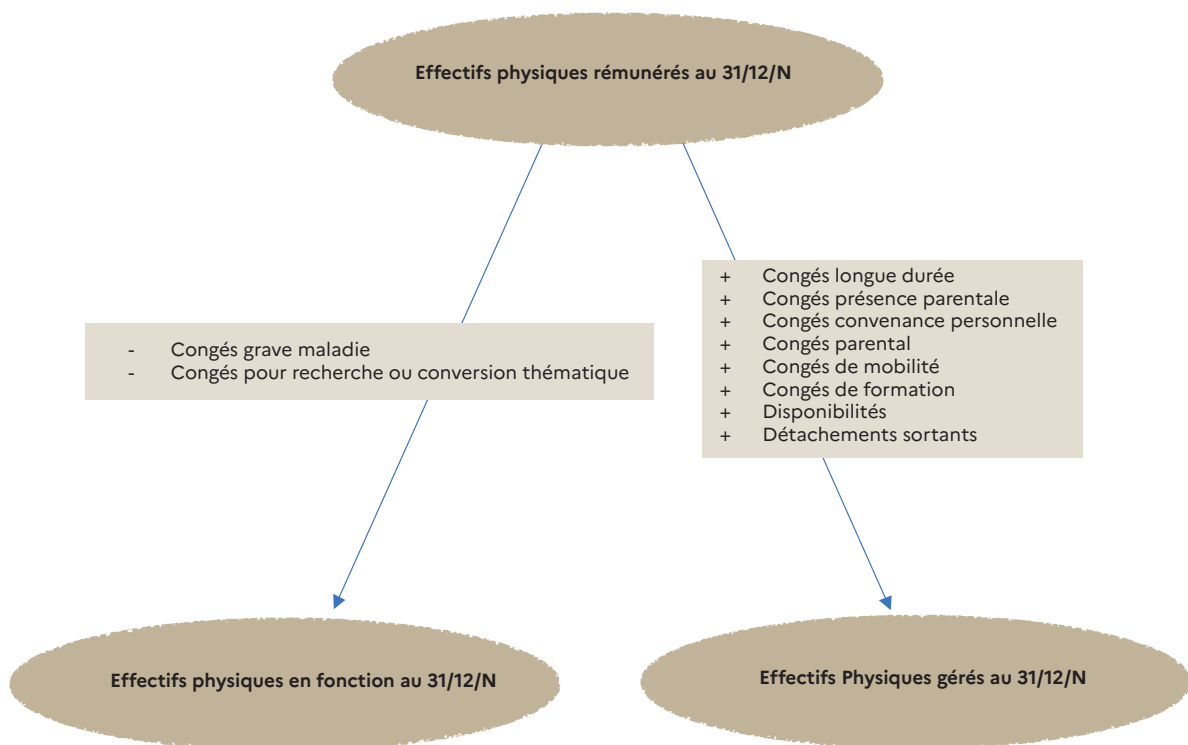 Effectifs physiques rémunérés au 31/12/N
- Congés grave maladie
- Congés pour recherche ou conversion thématique
+ Congés longue durée
+ Congés présence parentale
+ Congés convenance personnelle
+ Congés parental
+ Congés de mobilité
+ Congés de formation
+ Disponibilités
+ Détachements sortants
Effectifs physiques en fonction au 31/12/N
Effectifs Physiques gérés au 31/12/N